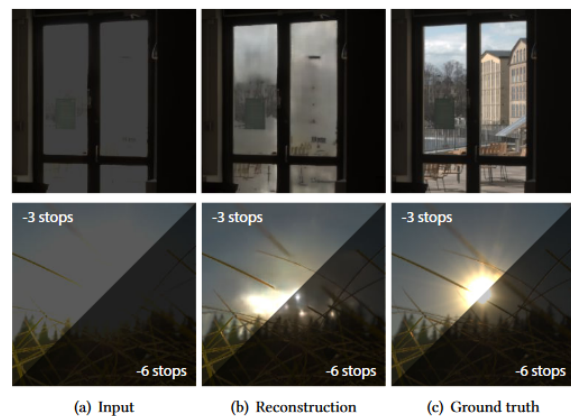 -3 stops
-3 stops
-3 stops
-6 stops
-6 stops
-6 stops
(a) Input
(b) Reconstruction
(c) Ground truth